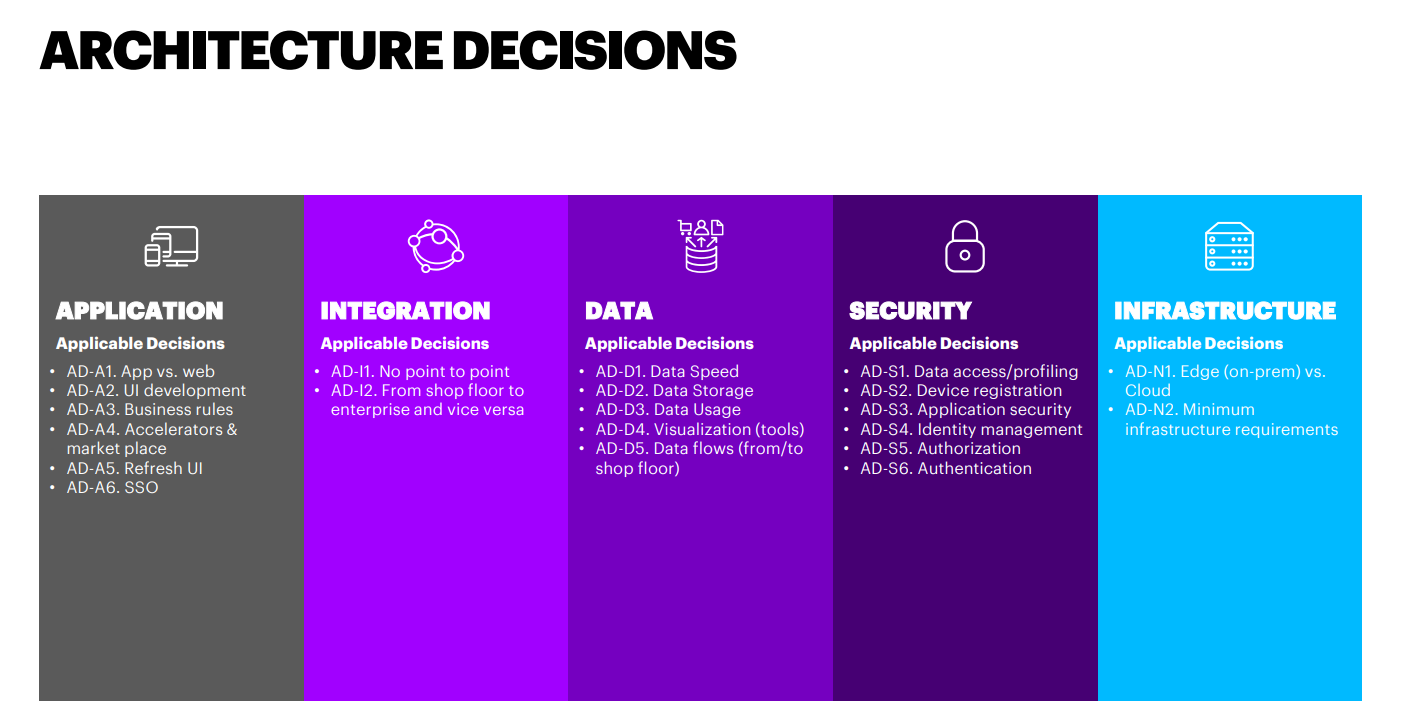 ARCHITECTURE DECISIONS
APPLICATION
Applicable Decisions
• AD-A1. App vs. web
• AD-A2. UI development
• AD-A3. Business rules
• AD-A4. Accelerators &
market place
• AD-A5. Refresh UI
• AD-A6. SSO
INTEGRATION
Applicable Decisions
• AD-I1. No point to point
• AD-I2. From shop floor to
enterprise and vice versa
DATA
Applicable Decisions
• AD-D1. Data Speed
• AD-D2. Data Storage
• AD-D3. Data Usage
• AD-D4. Visualization (tools)
• AD-D5. Data flows (from/to
shop floor)
SECURITY
Applicable Decisions
• AD-S1. Data access/profiling
• AD-S2. Device registration
• AD-S3. Application security
• AD-S4. Identity management
• AD-S5. Authorization
• AD-S6. Authentication
INFRASTRUCTURE
Applicable Decisions
• AD-N1. Edge (on-prem) vs.
Cloud
• AD-N2. Minimum
infrastructure requirements